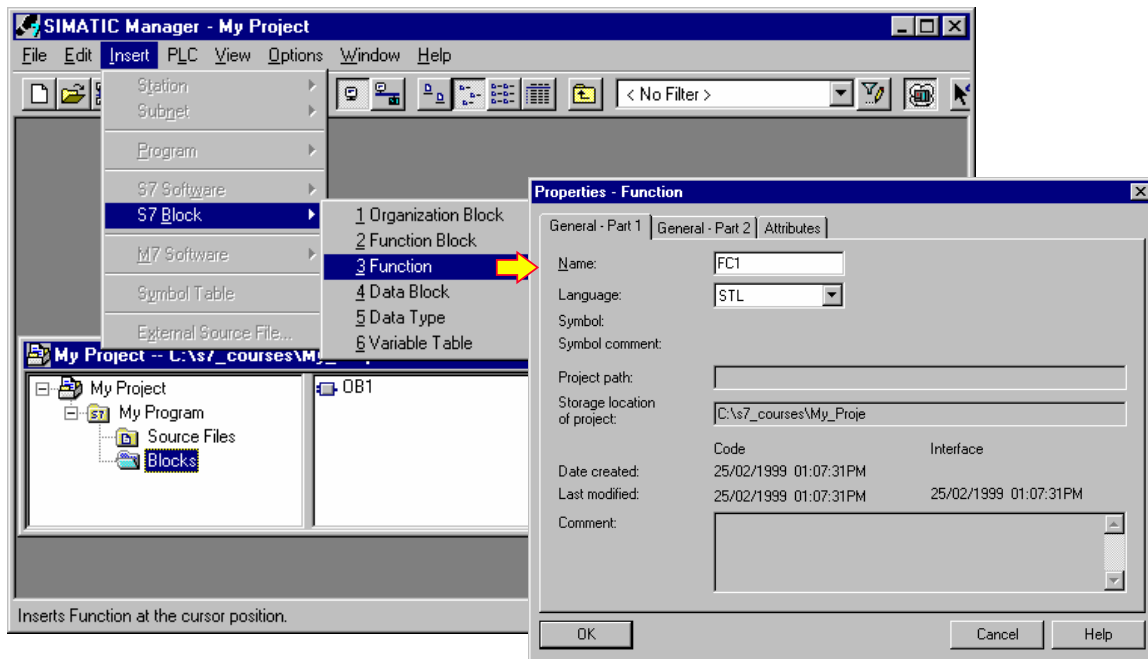 SIMATIC Manager - My Project
File Edit Insert PLC View Options Window Help
< No Filter >
Station
Subnet
Program
S7 Software
S7 Block
M7 Software
Symbol Table
External Source File...
1 Organization Block
2 Function Block
3 Function
4 Data Block
5 Data Type
6 Variable Table
My Project -- C:\s7_courses\
My Project
S7 My Program
Source Files
Blocks
OB1
Inserts Function at the cursor position.
Properties - Function
General - Part 1 General - Part 2 Attributes
Name: FC1
Language: STL
Symbol:
Symbol comment:
Project path:
Storage location
of project: C:\s7_courses\My_Proje
Code Interface
Date created: 25/02/1999 01:07:31PM
Last modified: 25/02/1999 01:07:31PM 25/02/1999 01:07:31PM
Comment:
OK Cancel Help